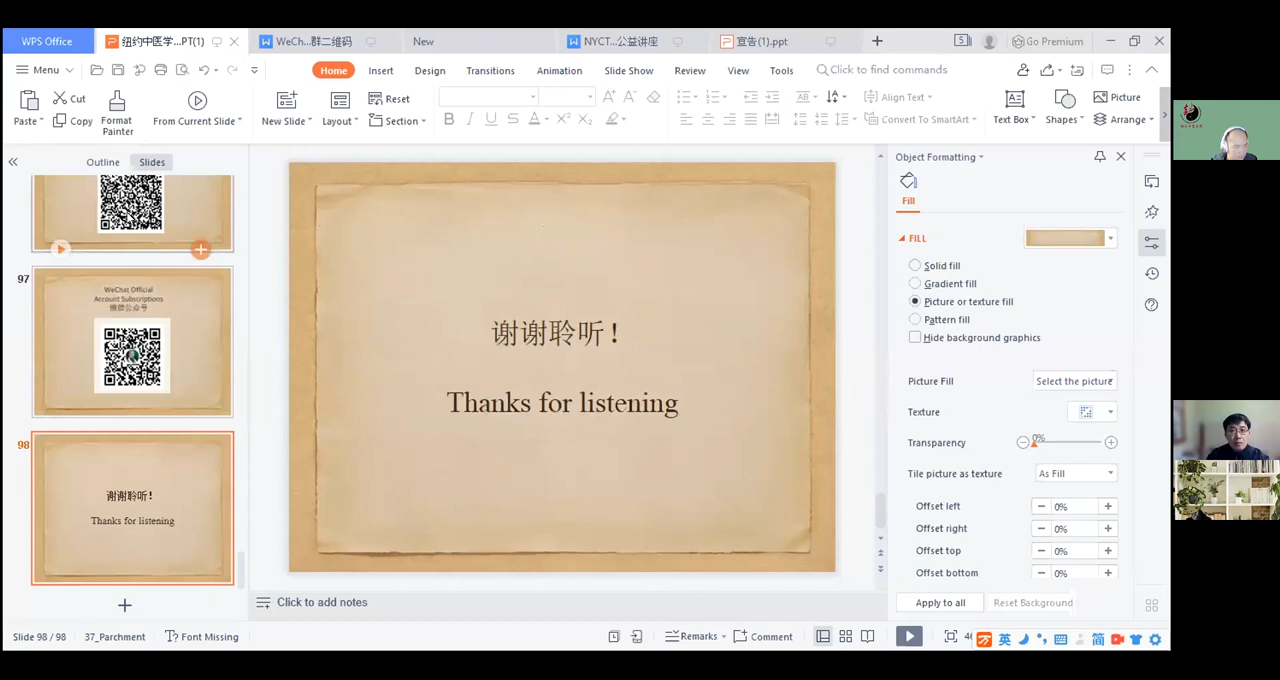 WPS Office
纽约中医学...PT(1)
WeCh...群二维码
New
NYCT...公益讲座
宣告(1).ppt
5
Go Premium
Menu
Home
Insert
Design
Transitions
Animation
Slide Show
Review
View
Tools
Click to find commands
Paste
Cut
Copy
Format
Painter
From Current Slide
New Slide
Layout
Reset
Section
Align Text
Convert To SmartArt
Text Box
Shapes
Picture
Arrange
Outline
Slides
97
WeChat Official
Account Subscriptions
微信公众号
98
谢谢聆听！
Thanks for listening
谢谢聆听！
Thanks for listening
Object Formatting
Fill
FILL
Solid fill
Gradient fill
Picture or texture fill
Pattern fill
Hide background graphics
Picture Fill
Select the picture
Texture
Transparency
0%
Tile picture as texture
As Fill
Offset left
0%
Offset right
0%
Offset top
0%
Offset bottom
0%
Apply to all
Reset Background
Click to add notes
Slide 98 / 98
37_Parchment
Font Missing
Remarks
Comment
英
简